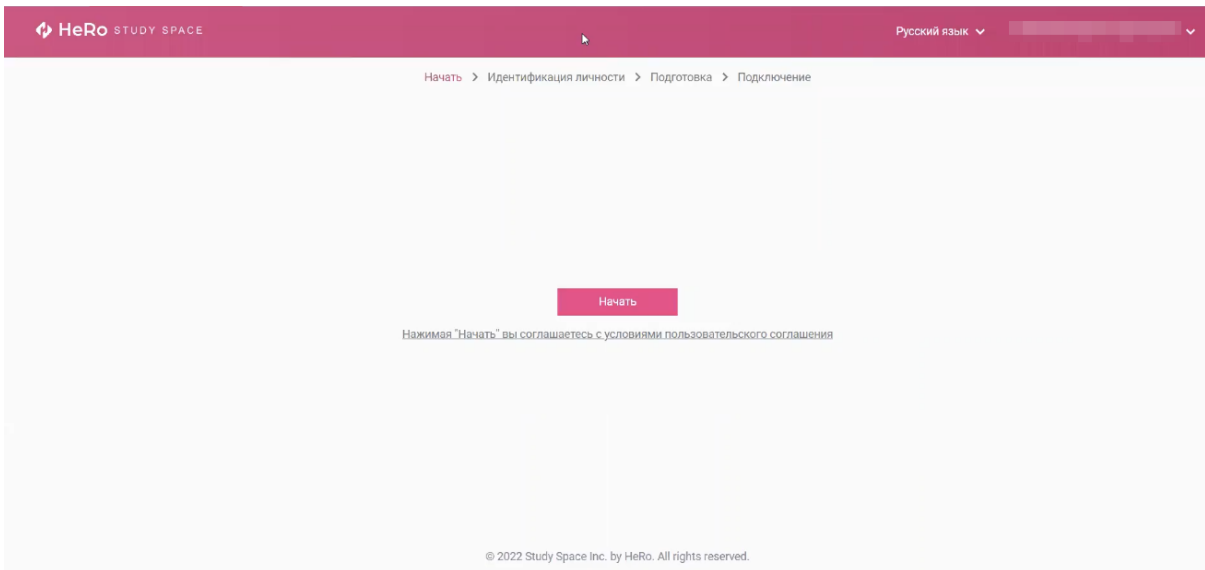 HeRo STUDY SPACE
Русский язык
Начать > Идентификация личности > Подготовка > Подключение
Начать
Нажимая "Начать" вы соглашаетесь с условиями пользовательского соглашения
© 2022 Study Space Inc. by HeRo. All rights reserved.